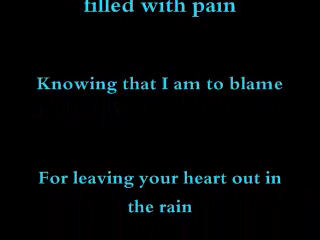 filled with pain
Knowing that I am to blame
For leaving your heart out in
the rain